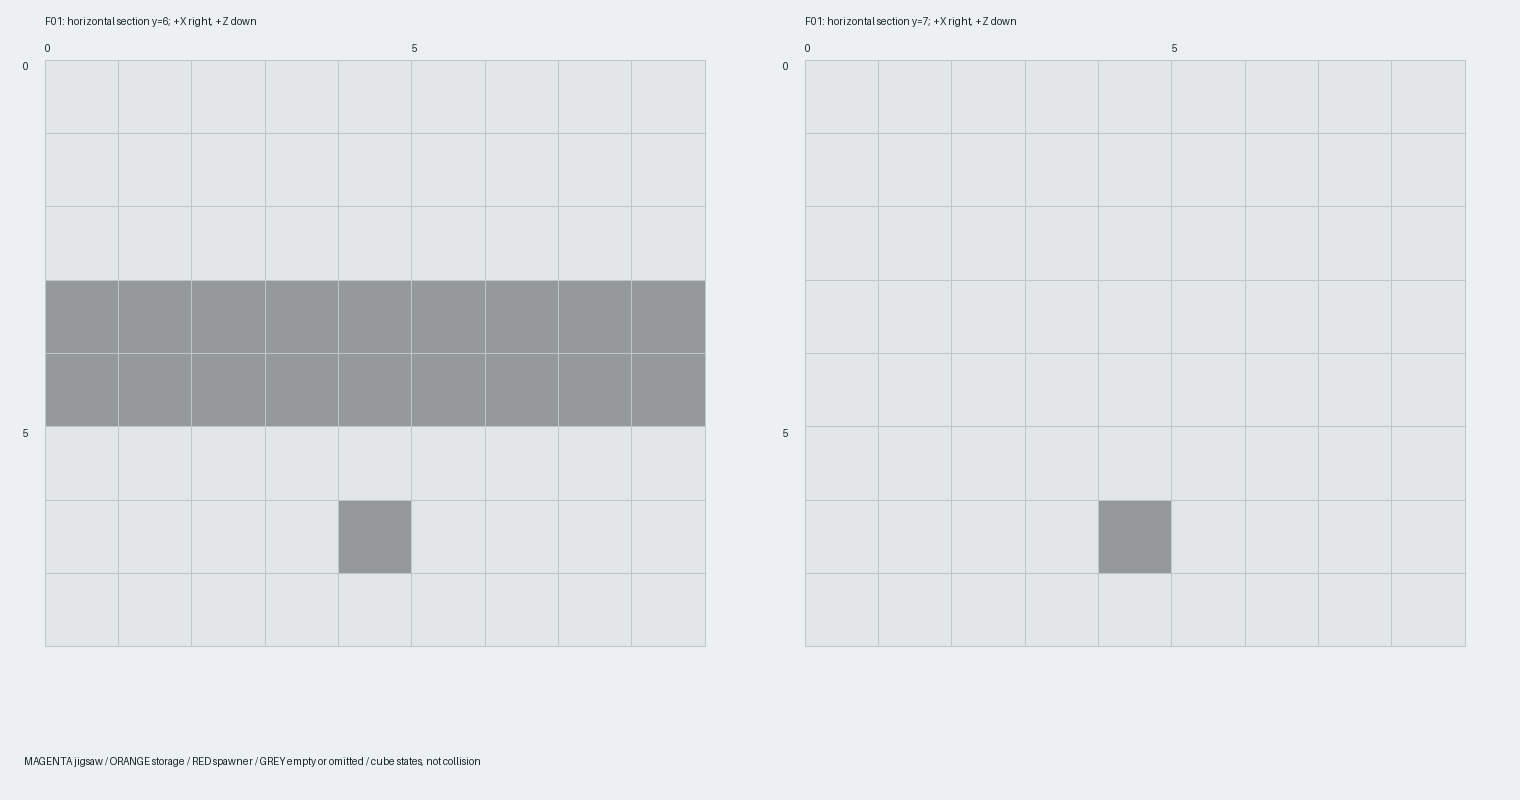 F01: horizontal section y=6; +X right, +Z down
F01: horizontal section y=7; +X right, +Z down
0 5
0 5
0
0
5
5
MAGENTA jigsaw / ORANGE storage / RED spawner / GREY empty or omitted / cube states, not collision